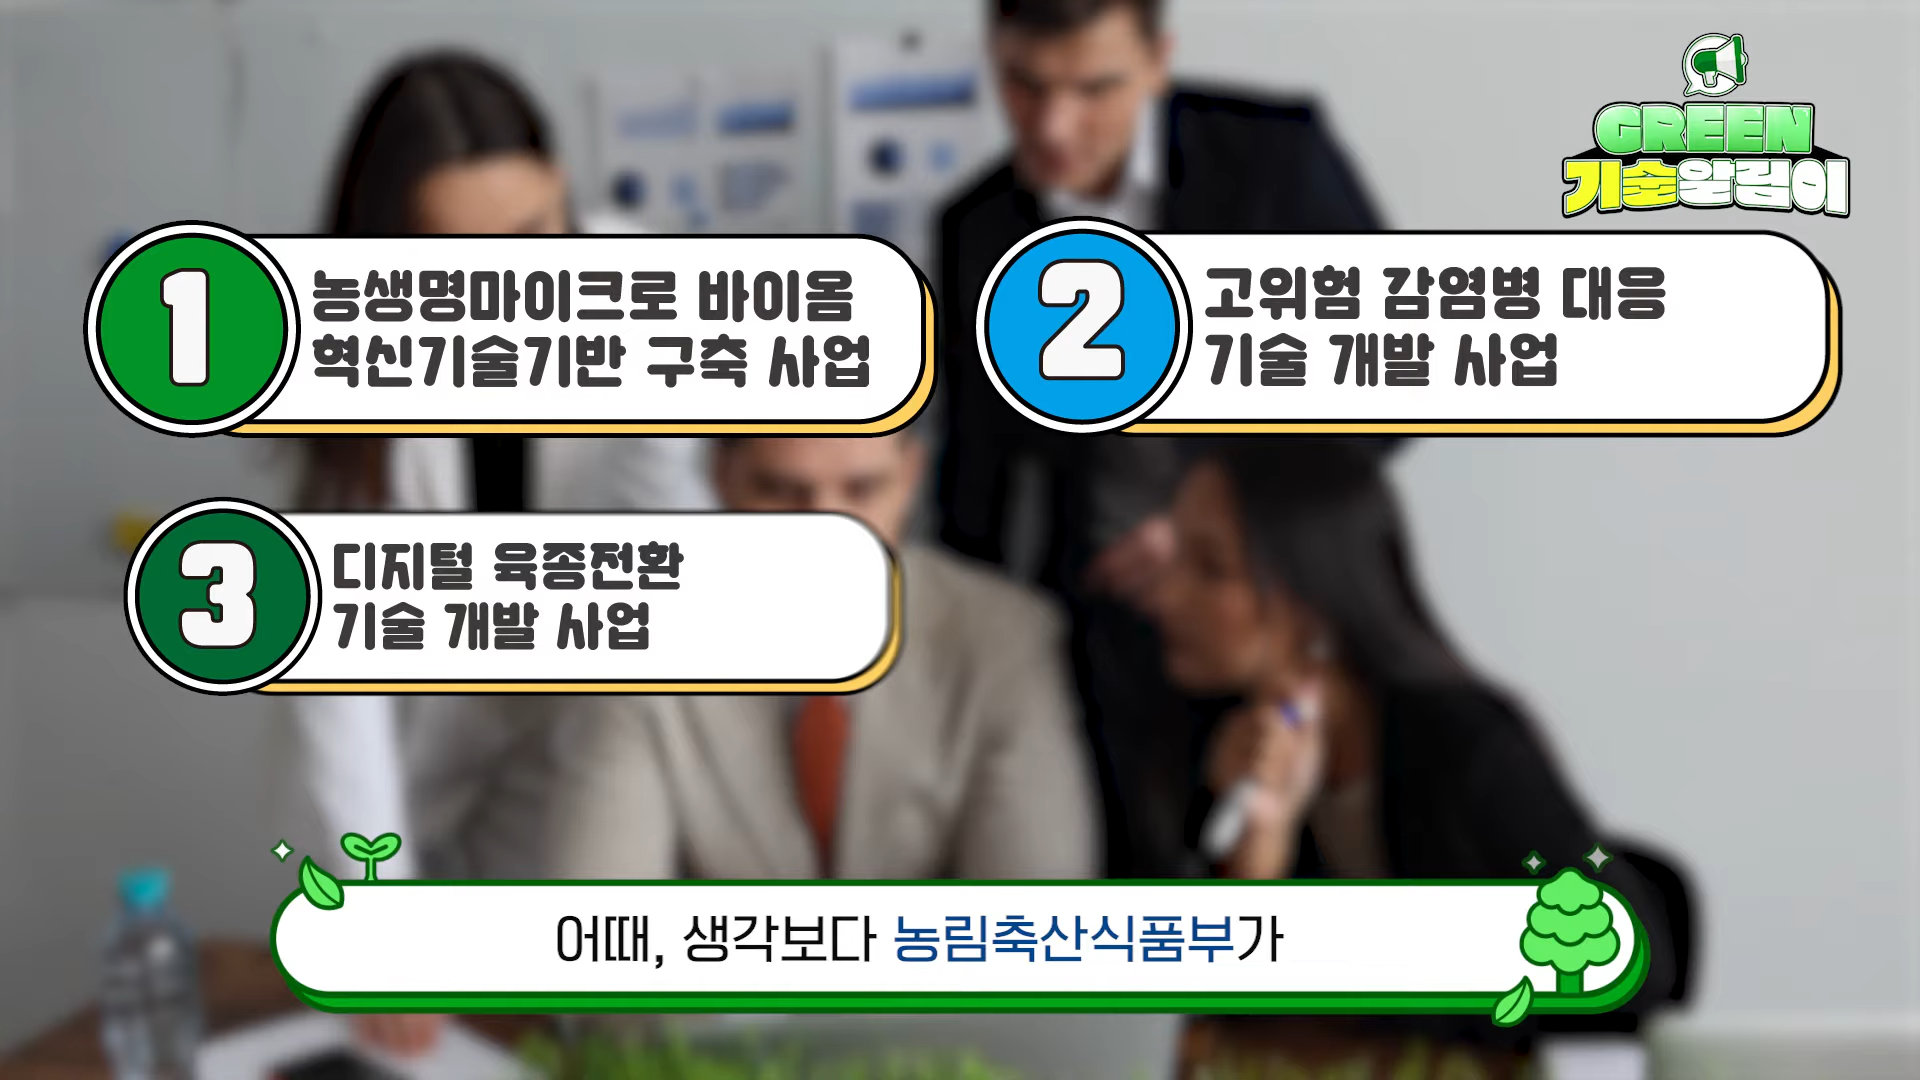 GREEN
기술알림이
1
농생명마이크로 바이옴
혁신기술기반 구축 사업
2
고위험 감염병 대응
기술 개발 사업
3
디지털 육종전환
기술 개발 사업
어때, 생각보다 농림축산식품부가